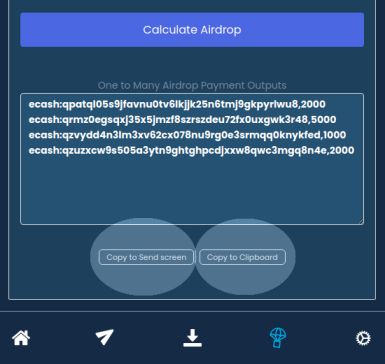 Calculate Airdrop
One to Many Airdrop Payment Outputs
ecash:qpatql05s9jfavnu0tv6lkjjk25n6tmj9gkpyrlwu8,2000
ecash:qrmz0egsqxj35x5jmzf8szrszdeu72fx0uxgwk3r48,5000
ecash:qzvydd4n3lm3xv62cx078nu9rg0e3srmqq0knykfed,1000
ecash:qzuzxcw9s505a3ytn9ghtghpcdjxxw8qwc3mgq8n4e,2000
Copy to Send screen Copy to Clipboard